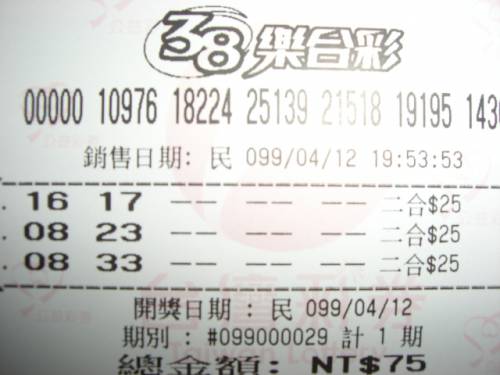 38樂合彩
00000 10976 18224 25139 21518 19195 1430
銷售日期: 民 099/04/12 19:53:53
. 16 17 -- -- -- 二合$25
. 08 23 -- -- -- 二合$25
. 08 33 -- -- -- 二合$25
開獎日期 : 民 099/04/12
期別 : #099000029 計 1 期
總金額: NT$75